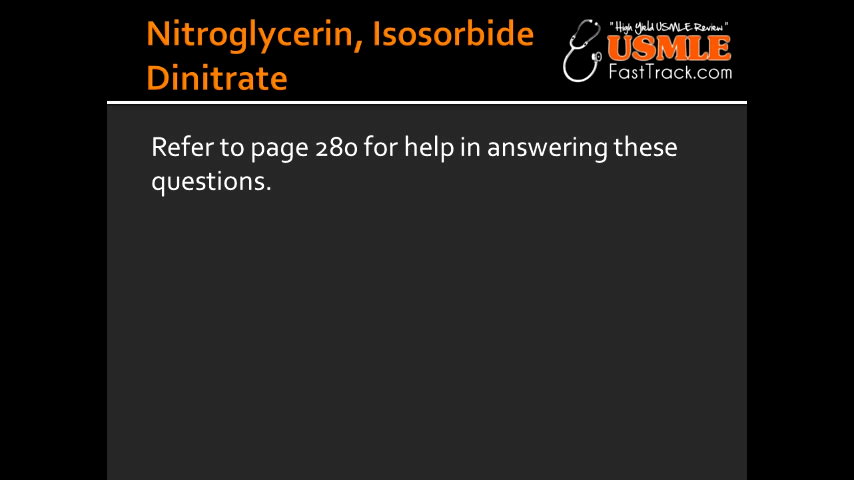 Nitroglycerin, Isosorbide
Dinitrate
"High Yield USMLE Review"
USMLE
FastTrack.com
Refer to page 280 for help in answering these
questions.